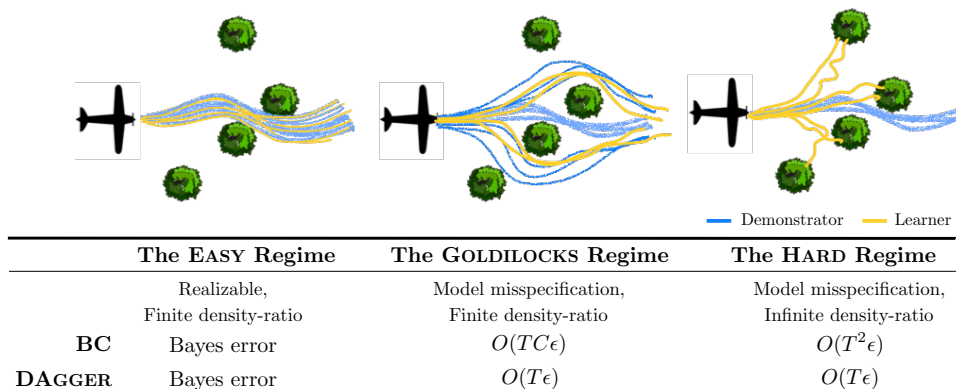 Demonstrator Learner
The EASY Regime The GOLDILOCKS Regime The HARD Regime
Realizable, Model misspecification, Model misspecification,
Finite density-ratio Finite density-ratio Infinite density-ratio
BC Bayes error O(TCϵ) O(T²ϵ)
DAGGER Bayes error O(Tϵ) O(Tϵ)